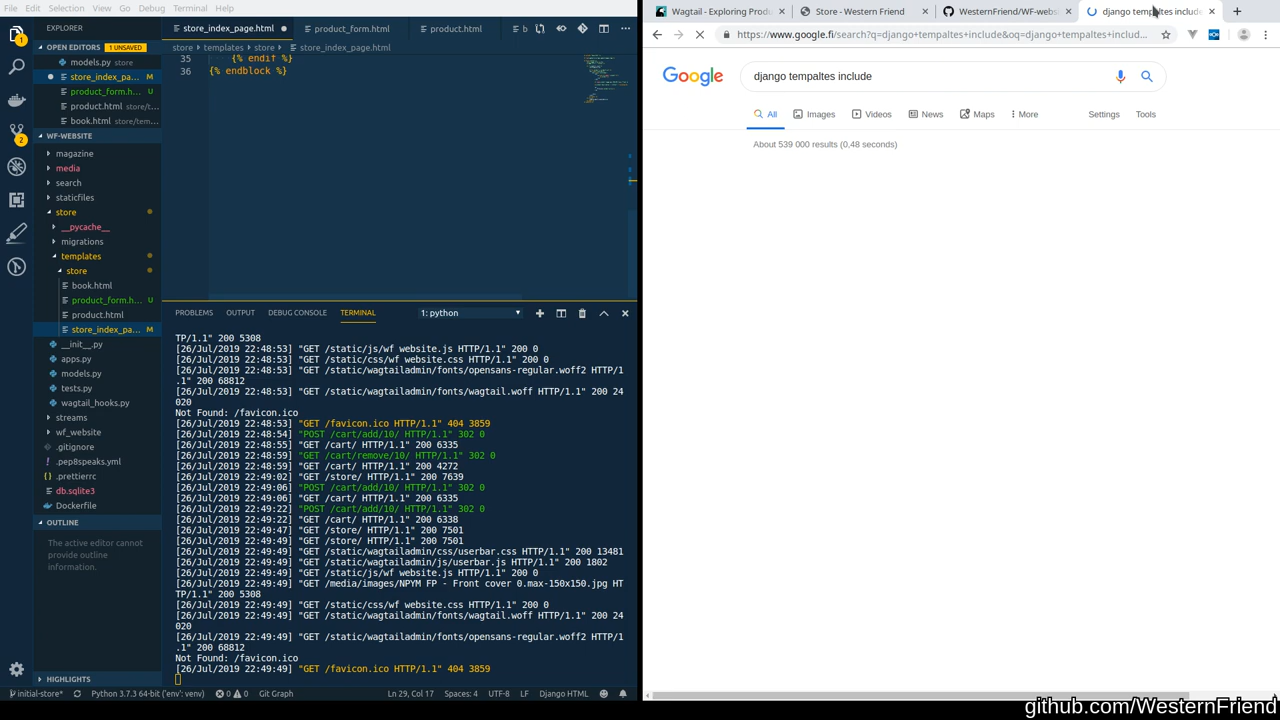 File Edit Selection View Go Debug Terminal Help
EXPLORER
OPEN EDITORS 1 UNSAVED
models.py store
store_index_pa... M
product_form.h... U
product.html store/t...
book.html store/tem...
WF-WEBSITE
magazine
media
search
staticfiles
store
__pycache__
migrations
templates
store
book.html
product_form.h... U
product.html
store_index_pa... M
__init__.py
apps.py
models.py
tests.py
wagtail_hooks.py
streams
wf_website
.gitignore
.pep8speaks.yml
.prettierrc
db.sqlite3
Dockerfile
OUTLINE
The active editor cannot
provide outline
information.
HIGHLIGHTS
1
2
store_index_page.html product_form.html product.html b
store templates store store_index_page.html
35 {% endif %}
36 {% endblock %}
PROBLEMS OUTPUT DEBUG CONSOLE TERMINAL 1: python
TP/1.1" 200 5308
[26/Jul/2019 22:48:53] "GET /static/js/wf_website.js HTTP/1.1" 200 0
[26/Jul/2019 22:48:53] "GET /static/css/wf_website.css HTTP/1.1" 200 0
[26/Jul/2019 22:48:53] "GET /static/wagtailadmin/fonts/opensans-regular.woff2 HTTP/1
.1" 200 68812
[26/Jul/2019 22:48:53] "GET /static/wagtailadmin/fonts/wagtail.woff HTTP/1.1" 200 24
020
Not Found: /favicon.ico
[26/Jul/2019 22:48:53] "GET /favicon.ico HTTP/1.1" 404 3859
[26/Jul/2019 22:48:54] "POST /cart/add/10/ HTTP/1.1" 302 0
[26/Jul/2019 22:48:55] "GET /cart/ HTTP/1.1" 200 6335
[26/Jul/2019 22:48:59] "GET /cart/remove/10/ HTTP/1.1" 302 0
[26/Jul/2019 22:48:59] "GET /cart/ HTTP/1.1" 200 4272
[26/Jul/2019 22:49:02] "GET /store/ HTTP/1.1" 200 7639
[26/Jul/2019 22:49:06] "POST /cart/add/10/ HTTP/1.1" 302 0
[26/Jul/2019 22:49:06] "GET /cart/ HTTP/1.1" 200 6335
[26/Jul/2019 22:49:22] "POST /cart/add/10/ HTTP/1.1" 302 0
[26/Jul/2019 22:49:22] "GET /cart/ HTTP/1.1" 200 6338
[26/Jul/2019 22:49:47] "GET /store/ HTTP/1.1" 200 7501
[26/Jul/2019 22:49:49] "GET /store/ HTTP/1.1" 200 7501
[26/Jul/2019 22:49:49] "GET /static/wagtailadmin/css/userbar.css HTTP/1.1" 200 13481
[26/Jul/2019 22:49:49] "GET /static/wagtailadmin/js/userbar.js HTTP/1.1" 200 1802
[26/Jul/2019 22:49:49] "GET /static/js/wf_website.js HTTP/1.1" 200 0
[26/Jul/2019 22:49:49] "GET /media/images/NPYM_FP_-_Front_cover_0.max-150x150.jpg HT
TP/1.1" 200 5308
[26/Jul/2019 22:49:49] "GET /static/css/wf_website.css HTTP/1.1" 200 0
[26/Jul/2019 22:49:49] "GET /static/wagtailadmin/fonts/wagtail.woff HTTP/1.1" 200 24
020
[26/Jul/2019 22:49:49] "GET /static/wagtailadmin/fonts/opensans-regular.woff2 HTTP/1
.1" 200 68812
Not Found: /favicon.ico
[26/Jul/2019 22:49:49] "GET /favicon.ico HTTP/1.1" 404 3859
initial-store* Python 3.7.3 64-bit ('env': venv) 0 0 Git Graph Ln 29, Col 17 Spaces: 4 UTF-8 LF Django HTML
Wagtail - Exploring Produ Store - Western Friend WesternFriend/WF-webs django templates include
https://www.google.fi/search?q=django+tempaltes+include&oq=django+tempaltes+includ...
Google django tempaltes include
All Images Videos News Maps More Settings Tools
About 539 000 results (0,48 seconds)
github.com/WesternFriend